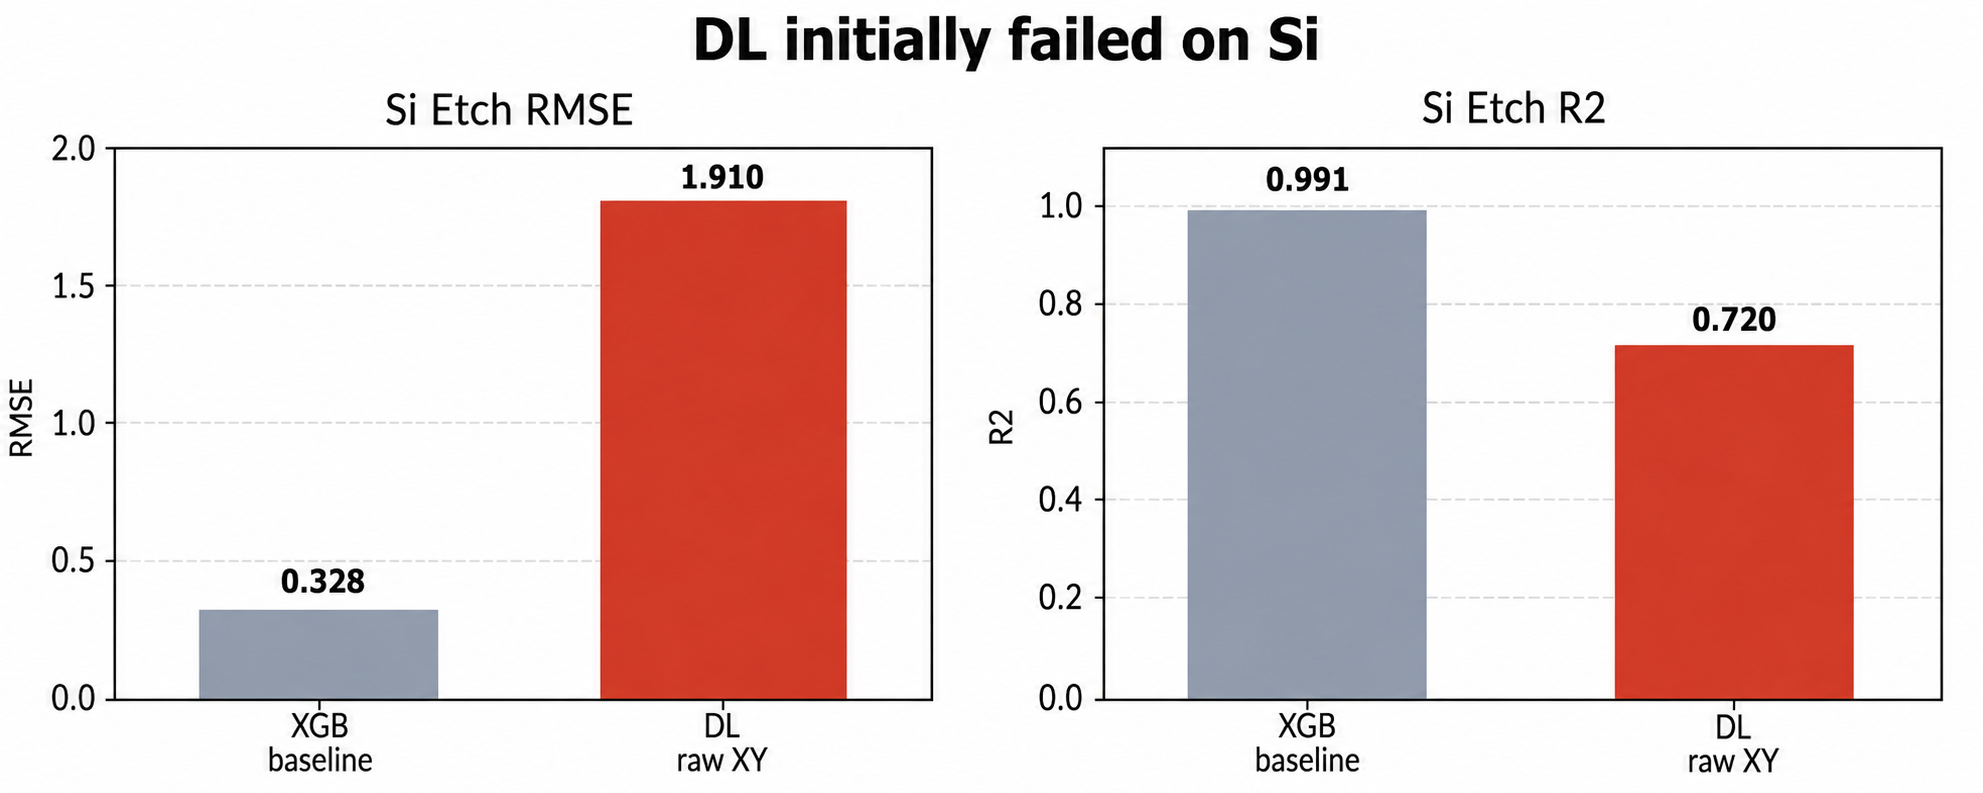 DL initially failed on Si
Si Etch RMSE
2.0
1.5
1.0
0.5
0.0
RMSE
1.910
0.328
XGB
baseline
DL
raw XY
Si Etch R2
1.0
0.8
0.6
0.4
0.2
0.0
R2
0.991
0.720
XGB
baseline
DL
raw XY